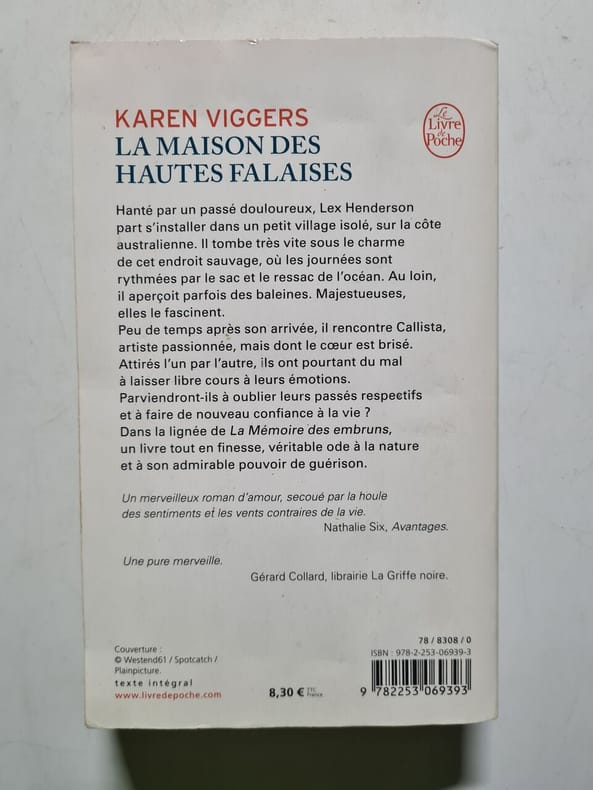 KAREN VIGGERS
LA MAISON DES
HAUTES FALAISES
Le
Livre
de
Poche
Hanté par un passé douloureux, Lex Henderson
part s'installer dans un petit village isolé, sur la côte
australienne. Il tombe très vite sous le charme
de cet endroit sauvage, où les journées sont
rythmées par le sac et le ressac de l'océan. Au loin,
il aperçoit parfois des baleines. Majestueuses,
elles le fascinent.
Peu de temps après son arrivée, il rencontre Callista,
artiste passionnée, mais dont le cœur est brisé.
Attirés l'un par l'autre, ils ont pourtant du mal
à laisser libre cours à leurs émotions.
Parviendront-ils à oublier leurs passés respectifs
et à faire de nouveau confiance à la vie ?
Dans la lignée de La Mémoire des embruns,
un livre tout en finesse, véritable ode à la nature
et à son admirable pouvoir de guérison.
Un merveilleux roman d'amour, secoué par la houle
des sentiments et les vents contraires de la vie.
Nathalie Six, Avantages.
Une pure merveille.
Gérard Collard, librairie La Griffe noire.
Couverture :
© Westend61 / Spotcatch /
Plainpicture.
texte intégral
www.livredepoche.com
8,30 € TTC
France
78 / 8308 / 0
ISBN : 978-2-253-06939-3
9 782253 069393